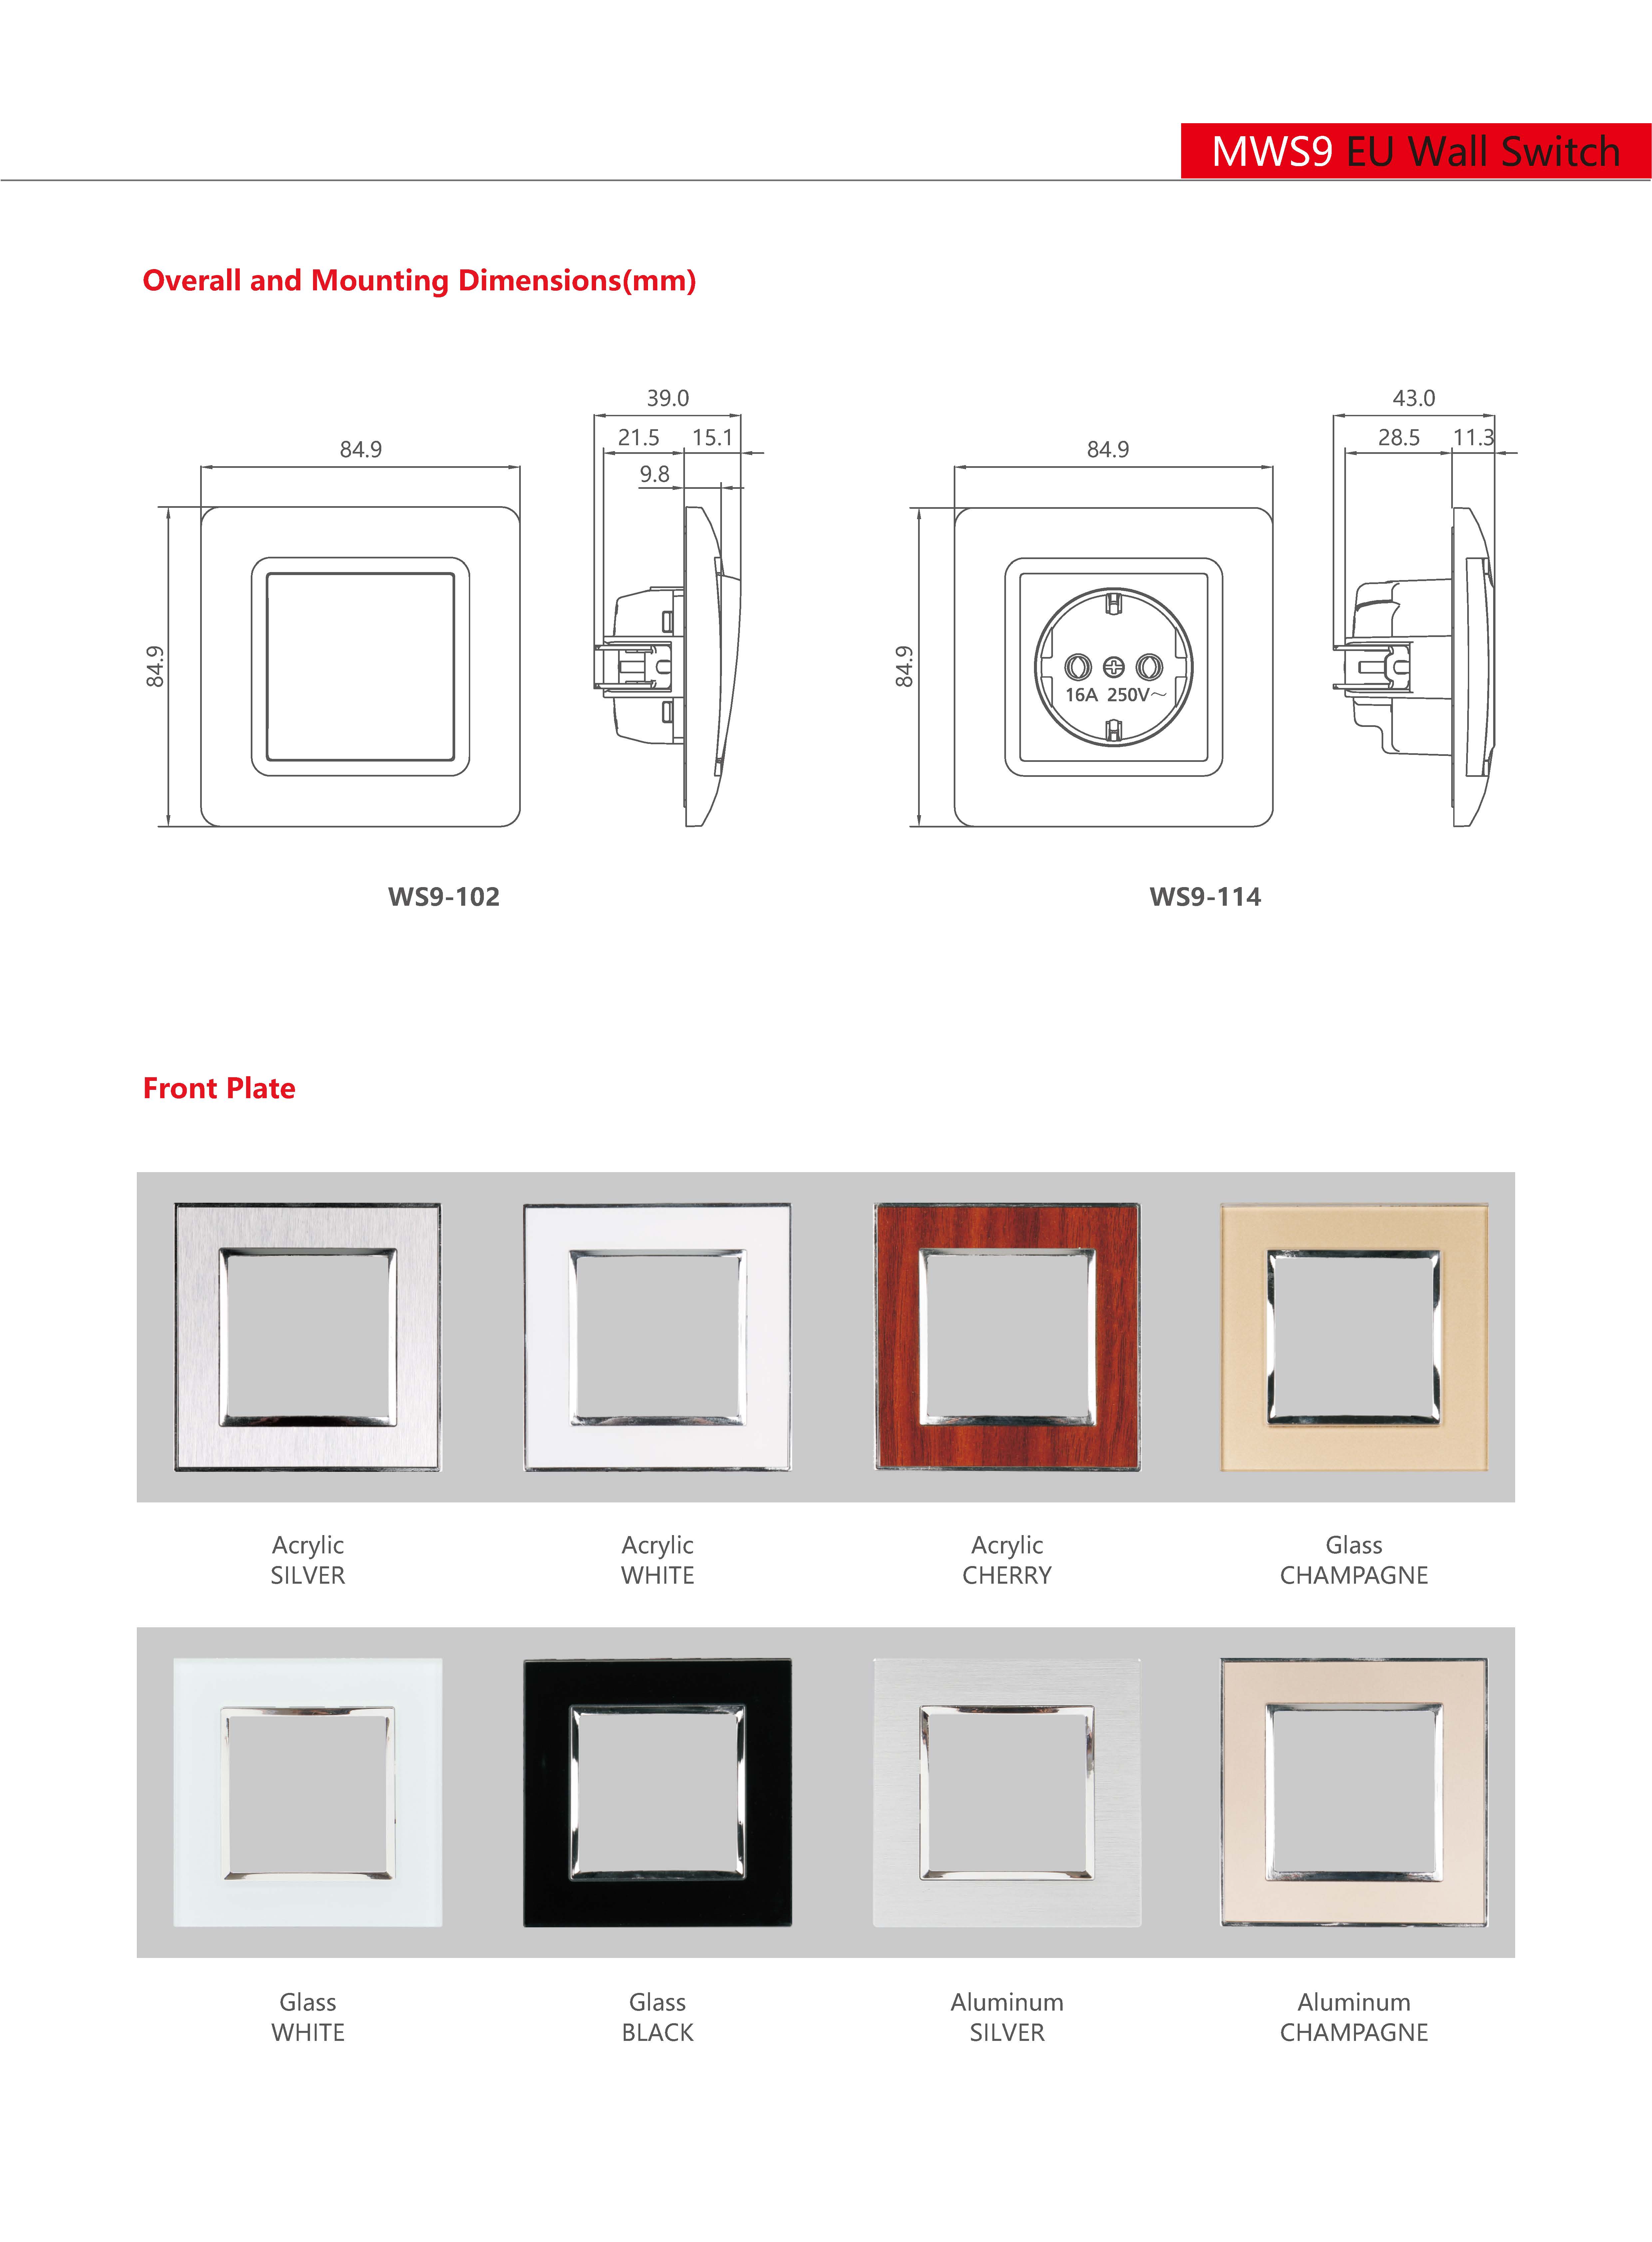 MWS9 EU Wall Switch
Overall and Mounting Dimensions(mm)
39.0
43.0
84.9
21.5
15.1
84.9
28.5
11.3
9.8
84.9
84.9
16A 250V~
WS9-102
WS9-114
Front Plate
Acrylic
SILVER
Acrylic
WHITE
Acrylic
CHERRY
Glass
CHAMPAGNE
Glass
WHITE
Glass
BLACK
Aluminum
SILVER
Aluminum
CHAMPAGNE